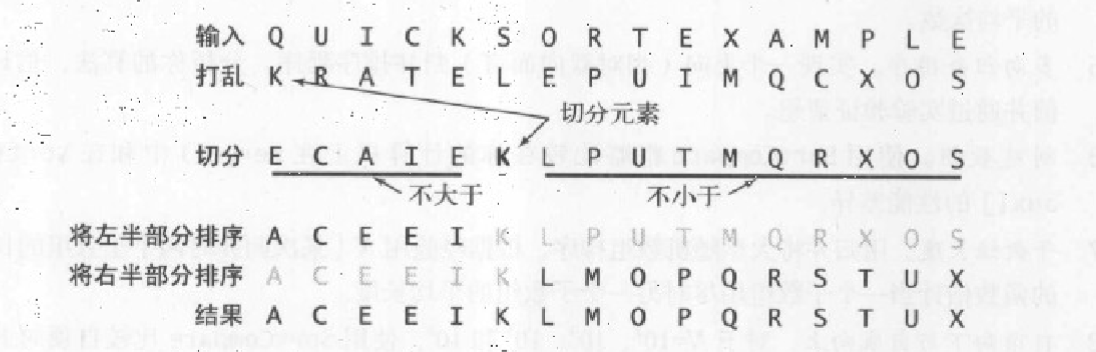 输入 Q U I C K S O R T E X A M P L E
打乱 K R A T E L E P U I M Q C X O S
切分元素
切分 E C A I E K L P U T M Q R X O S
不大于 不小于
将左半部分排序 A C E E I K L P U T M Q R X O S
将右半部分排序 A C E E I K L M O P Q R S T U X
结果 A C E E I K L M O P Q R S T U X